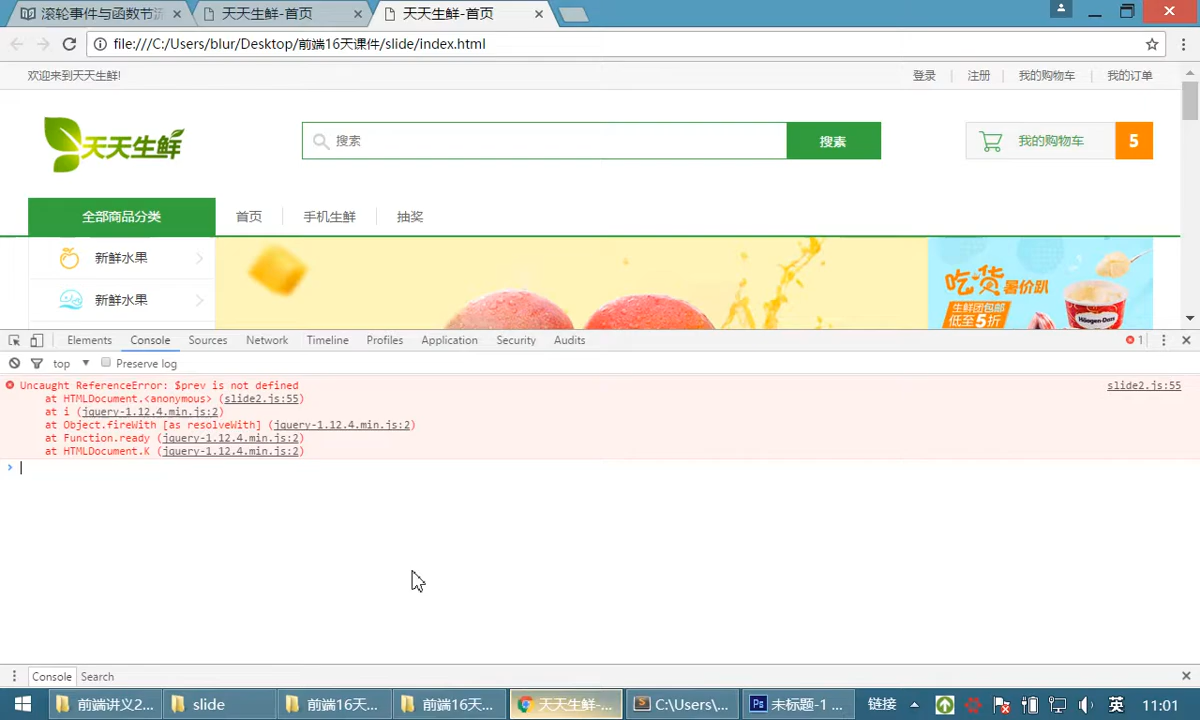 滚轮事件与函数节流
天天生鲜-首页
天天生鲜-首页
file:///C:/Users/blur/Desktop/前端16天课件/slide/index.html
欢迎来到天天生鲜!
登录
注册
我的购物车
我的订单
天天生鲜
搜索
搜素
我的购物车
5
全部商品分类
首页
手机生鲜
抽奖
新鲜水果
新鲜水果
吃货暑价趴
生鲜团包邮
低至5折
Häagen-Dazs
Elements Console Sources Network Timeline Profiles Application Security Audits
1
top
Preserve log
Uncaught ReferenceError: $prev is not defined
slide2.js:55
at HTMLDocument.<anonymous> (slide2.js:55)
at i (jquery-1.12.4.min.js:2)
at Object.fireWith [as resolveWith] (jquery-1.12.4.min.js:2)
at Function.ready (jquery-1.12.4.min.js:2)
at HTMLDocument.K (jquery-1.12.4.min.js:2)
Console Search
前端讲义2...
slide
前端16天...
前端16天...
天天生鲜-...
C:\Users\...
Ps
未标题-1 ...
链接
英
11:01